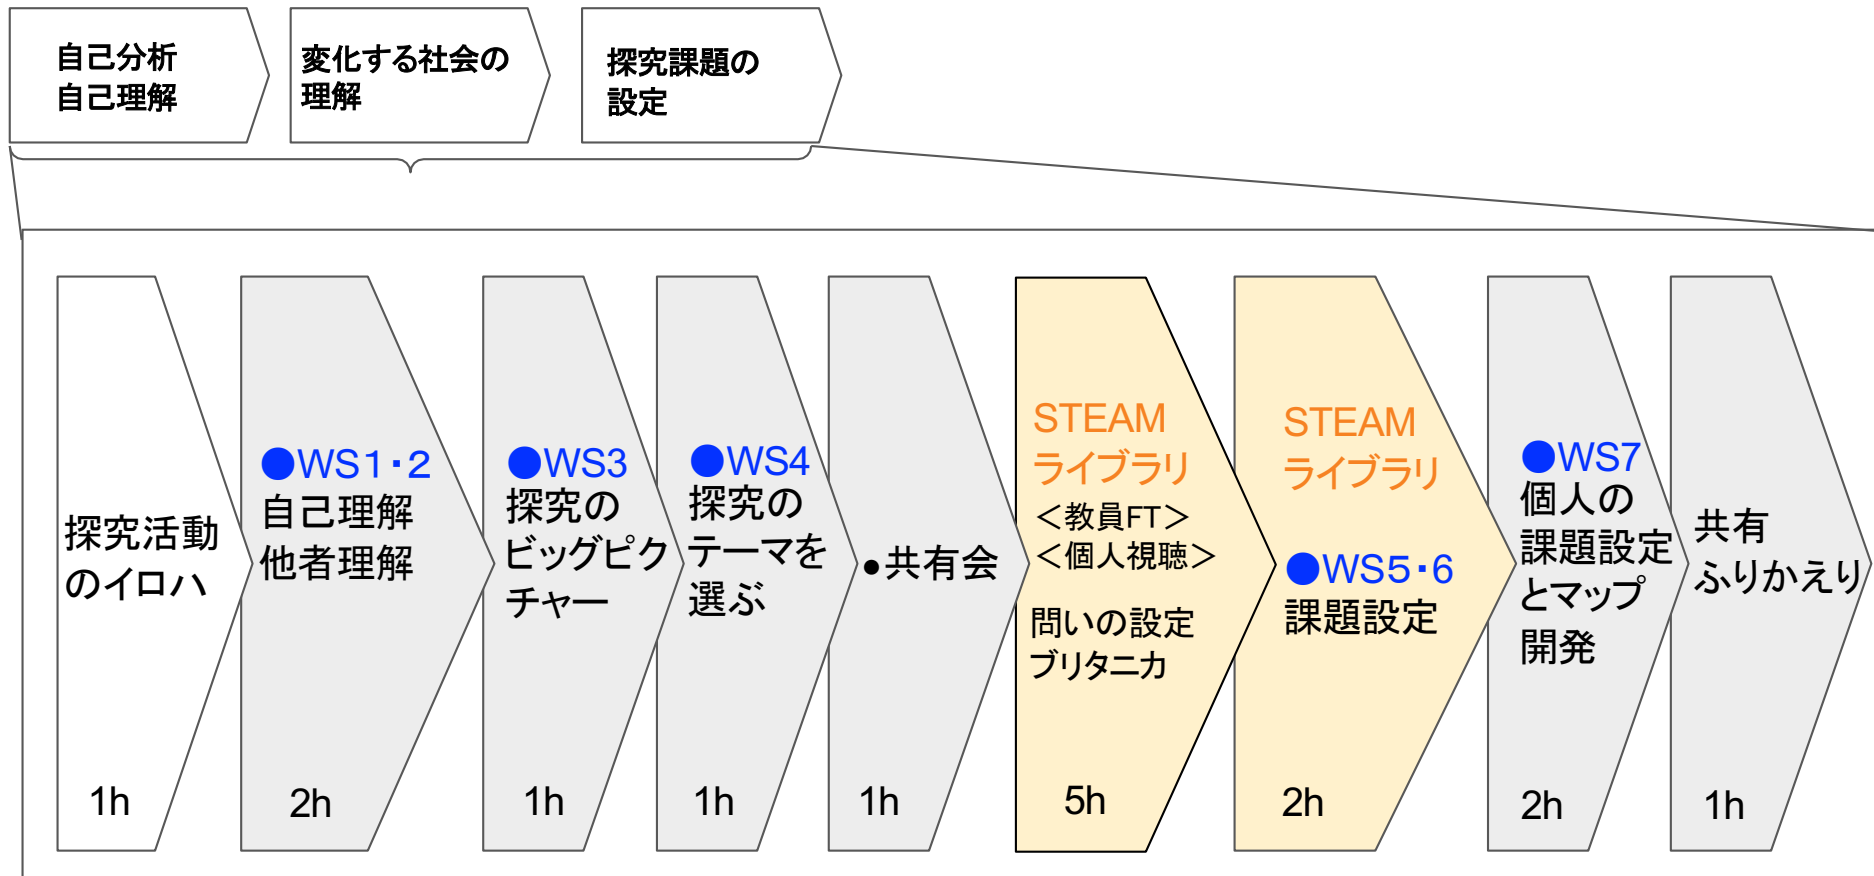 自己分析
自己理解
変化する社会の
理解
探究課題の
設定
探究活動
のイロハ
1h
●WS1・2
自己理解
他者理解
2h
●WS3
探究の
ビッグピク
チャー
1h
●WS4
探究の
テーマを
選ぶ
1h
●共有会
1h
STEAM
ライブラリ
＜教員FT＞
＜個人視聴＞
問いの設定
ブリタニカ
5h
STEAM
ライブラリ
●WS5・6
課題設定
2h
●WS7
個人の
課題設定
とマップ
開発
2h
共有
ふりかえり
1h